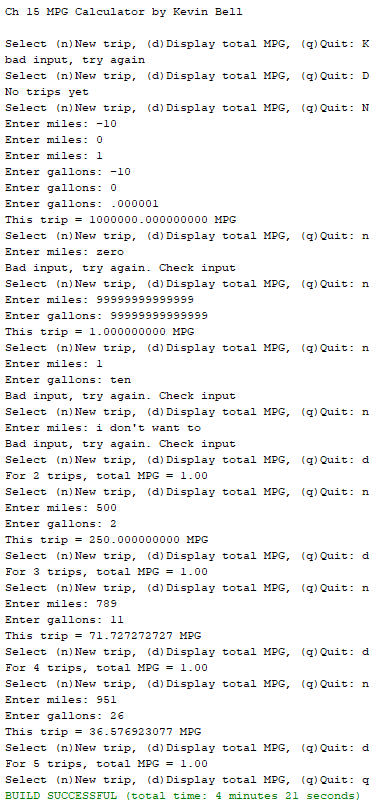 Ch 15 MPG Calculator by Kevin Bell
Select (n)New trip, (d)Display total MPG, (q)Quit: K
bad input, try again
Select (n)New trip, (d)Display total MPG, (q)Quit: D
No trips yet
Select (n)New trip, (d)Display total MPG, (q)Quit: N
Enter miles: -10
Enter miles: 0
Enter miles: 1
Enter gallons: -10
Enter gallons: 0
Enter gallons: .000001
This trip = 1000000.000000000 MPG
Select (n)New trip, (d)Display total MPG, (q)Quit: n
Enter miles: zero
Bad input, try again. Check input
Select (n)New trip, (d)Display total MPG, (q)Quit: n
Enter miles: 99999999999999
Enter gallons: 99999999999999
This trip = 1.000000000 MPG
Select (n)New trip, (d)Display total MPG, (q)Quit: n
Enter miles: 1
Enter gallons: ten
Bad input, try again. Check input
Select (n)New trip, (d)Display total MPG, (q)Quit: n
Enter miles: i don't want to
Bad input, try again. Check input
Select (n)New trip, (d)Display total MPG, (q)Quit: d
For 2 trips, total MPG = 1.00
Select (n)New trip, (d)Display total MPG, (q)Quit: n
Enter miles: 500
Enter gallons: 2
This trip = 250.000000000 MPG
Select (n)New trip, (d)Display total MPG, (q)Quit: d
For 3 trips, total MPG = 1.00
Select (n)New trip, (d)Display total MPG, (q)Quit: n
Enter miles: 789
Enter gallons: 11
This trip = 71.727272727 MPG
Select (n)New trip, (d)Display total MPG, (q)Quit: d
For 4 trips, total MPG = 1.00
Select (n)New trip, (d)Display total MPG, (q)Quit: n
Enter miles: 951
Enter gallons: 26
This trip = 36.576923077 MPG
Select (n)New trip, (d)Display total MPG, (q)Quit: d
For 5 trips, total MPG = 1.00
Select (n)New trip, (d)Display total MPG, (q)Quit: q
BUILD SUCCESSFUL (total time: 4 minutes 21 seconds)